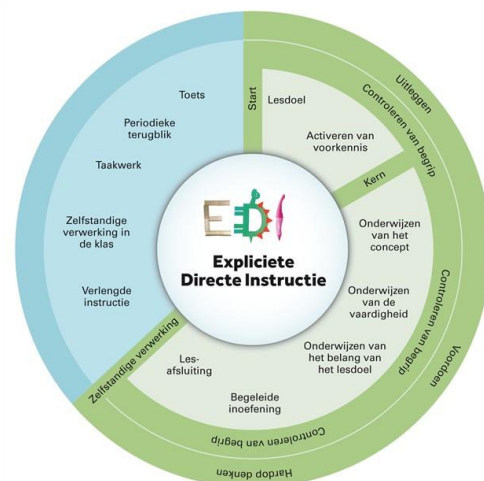 Toets
Periodieke
terugblik
Taakwerk
Zelfstandige
verwerking in
de klas
Verlengde
instructie
Start
Lesdoel
Activeren van
voorkennis
Kern
Onderwijzen
van het
concept
Onderwijzen
van de
vaardigheid
Onderwijzen van
het belang van
het lesdoel
Begeleide
inoefening
Les-
afsluiting
Zelfstandige verwerking
EDI
Expliciete
Directe Instructie
Controleren van begrip
Controleren van begrip
Controleren van begrip
Uitleggen
Voordoen
Hardop denken